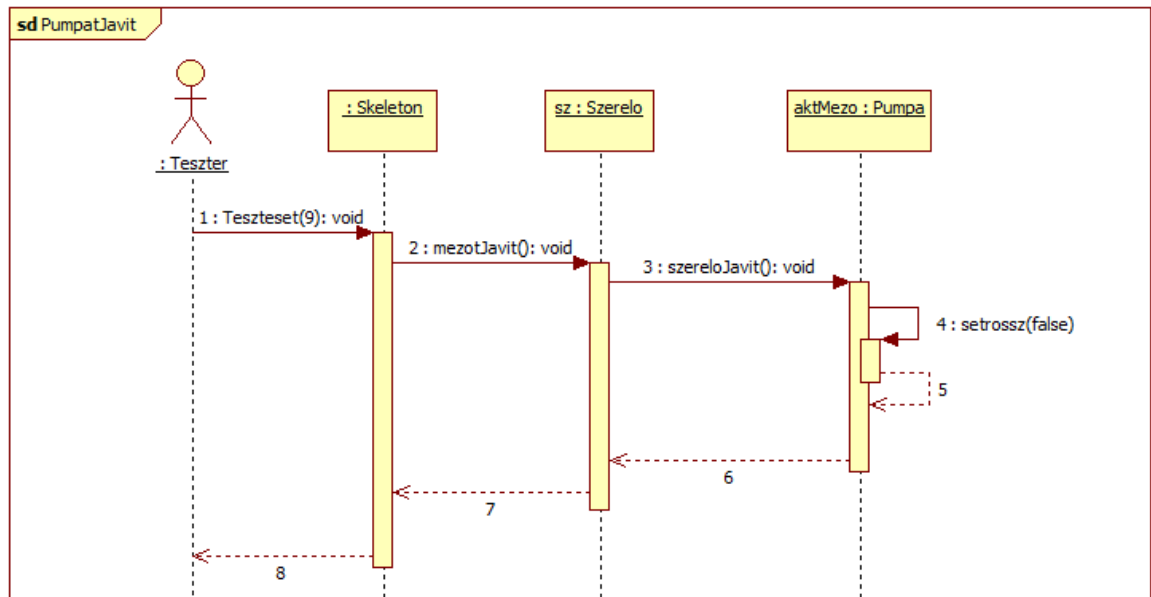 sd PumpatJavit
: Teszter
: Skeleton
sz : Szerelo
aktMezo : Pumpa
1 : Teszteset(9): void
2 : mezotJavit(): void
3 : szereloJavit(): void
4 : setrossz(false)
5
6
7
8